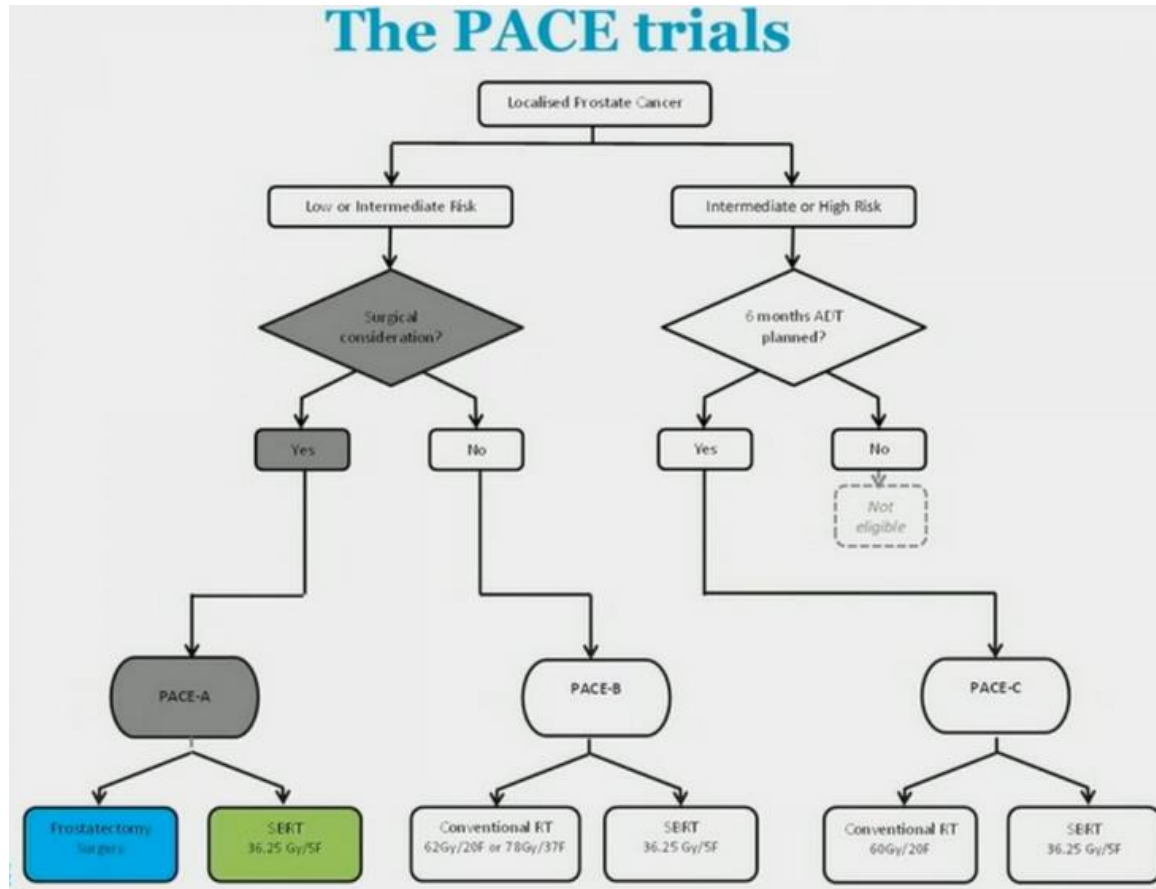 The PACE trials
Localised Prostate Cancer
Low or Intermediate Risk
Intermediate or High Risk
Surgical
consideration?
6 months ADT
planned?
Yes
No
Yes
No
Not
eligible
PACE-A
PACE-B
PACE-C
Prostatectomy
Surgery
SBRT
36.25 Gy/5F
Conventional RT
62Gy/20F or 78Gy/37F
SBRT
36.25 Gy/5F
Conventional RT
60Gy/20F
SBRT
36.25 Gy/5F